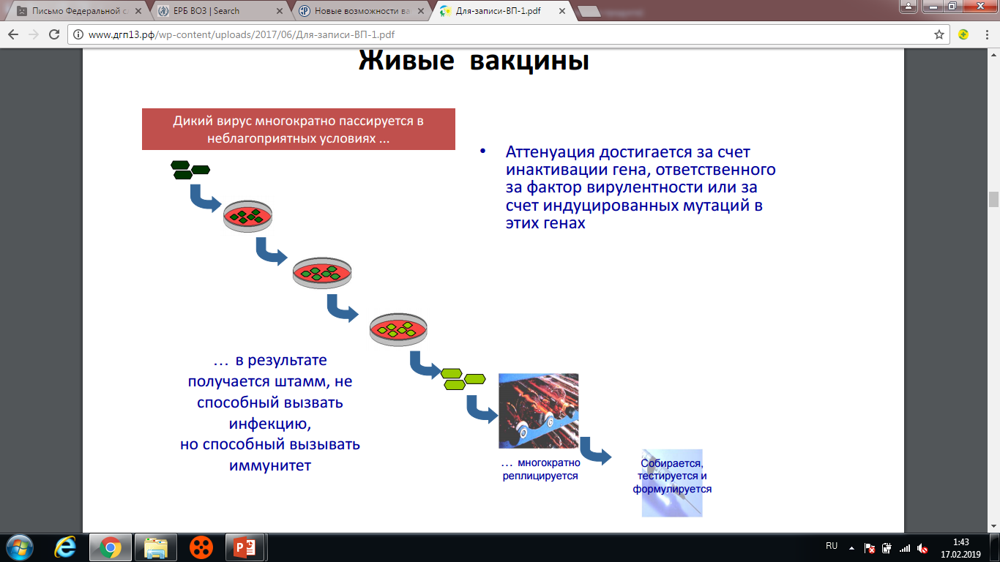 Письмо Федеральной сл
ЕРБ ВОЗ | Search
Новые возможности ва
Для-записи-ВП-1.pdf
www.дгп13.рф/wp-content/uploads/2017/06/Для-записи-ВП-1.pdf
Живые вакцины
Дикий вирус многократно пассируется в
неблагоприятных условиях ...
• Аттенуация достигается за счет
инактивации гена, ответственного
за фактор вирулентности или за
счет индуцированных мутаций в
этих генах
… в результате
получается штамм, не
способный вызвать
инфекцию,
но способный вызывать
иммунитет
… многократно
реплицируется
Собирается,
тестируется и
формулируется
RU
1:43
17.02.2019